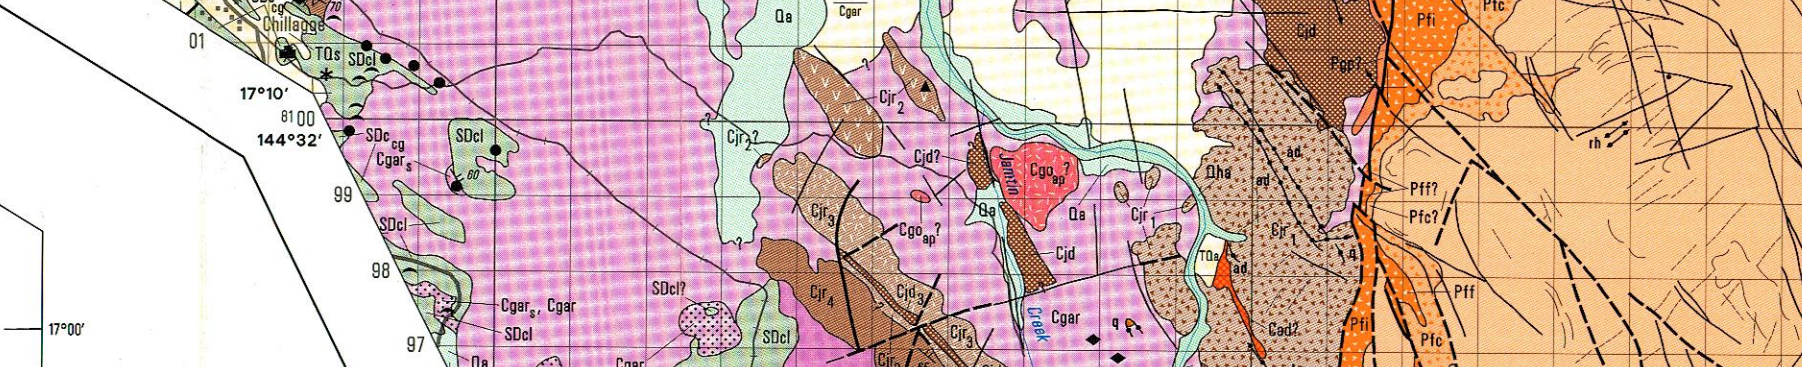 cg
70
Chillagoe
01
TQs
SDcl
17°10'
8100
144°32'
SDc cg
Cgar s
SDcl
60
99
SDcl
98
Cgar s, Cgar
SDcl
97
Qa
17°00'
Qa
Cgar
?
Cjr 2
?
Cjr 2?
Cjd?
Jamtin
Cgo ap?
Qa
Qa
Cjr 1
Cjr 3
Cgo ap?
?
Cjd
SDcl?
Cjr 4
Cjd 3
Cjr 3
SDcl
Cgar
Creek
Cgar
q
Cjd
Pgp?
Pfi
Pfc
Qha
ad
ad
rh
Pff?
Pfc?
Cjr 1
q
TQa
ad
Cad?
Pff
Pfi
Pfc